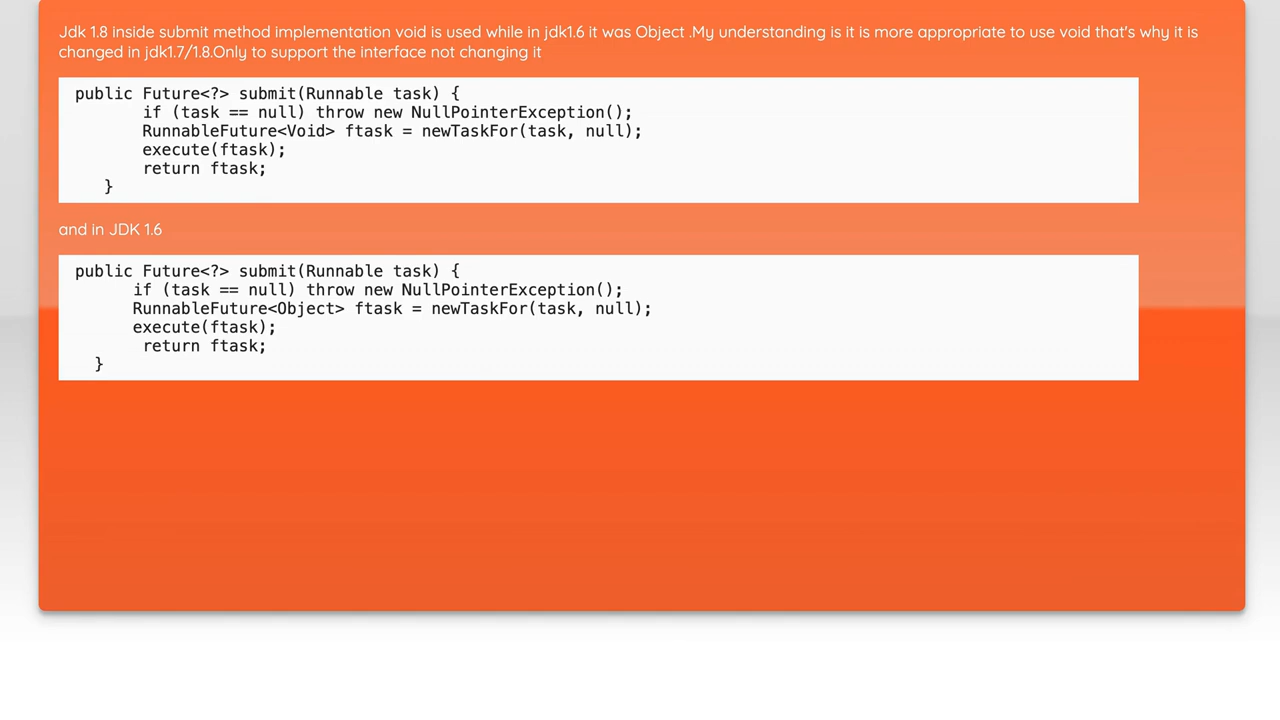 Jdk 1.8 inside submit method implementation void is used while in jdk1.6 it was Object .My understanding is it is more appropriate to use void that's why it is
changed in jdk1.7/1.8.Only to support the interface not changing it
public Future<?> submit(Runnable task) {
if (task == null) throw new NullPointerException();
RunnableFuture<Void> ftask = newTaskFor(task, null);
execute(ftask);
return ftask;
}
and in JDK 1.6
public Future<?> submit(Runnable task) {
if (task == null) throw new NullPointerException();
RunnableFuture<Object> ftask = newTaskFor(task, null);
execute(ftask);
return ftask;
}